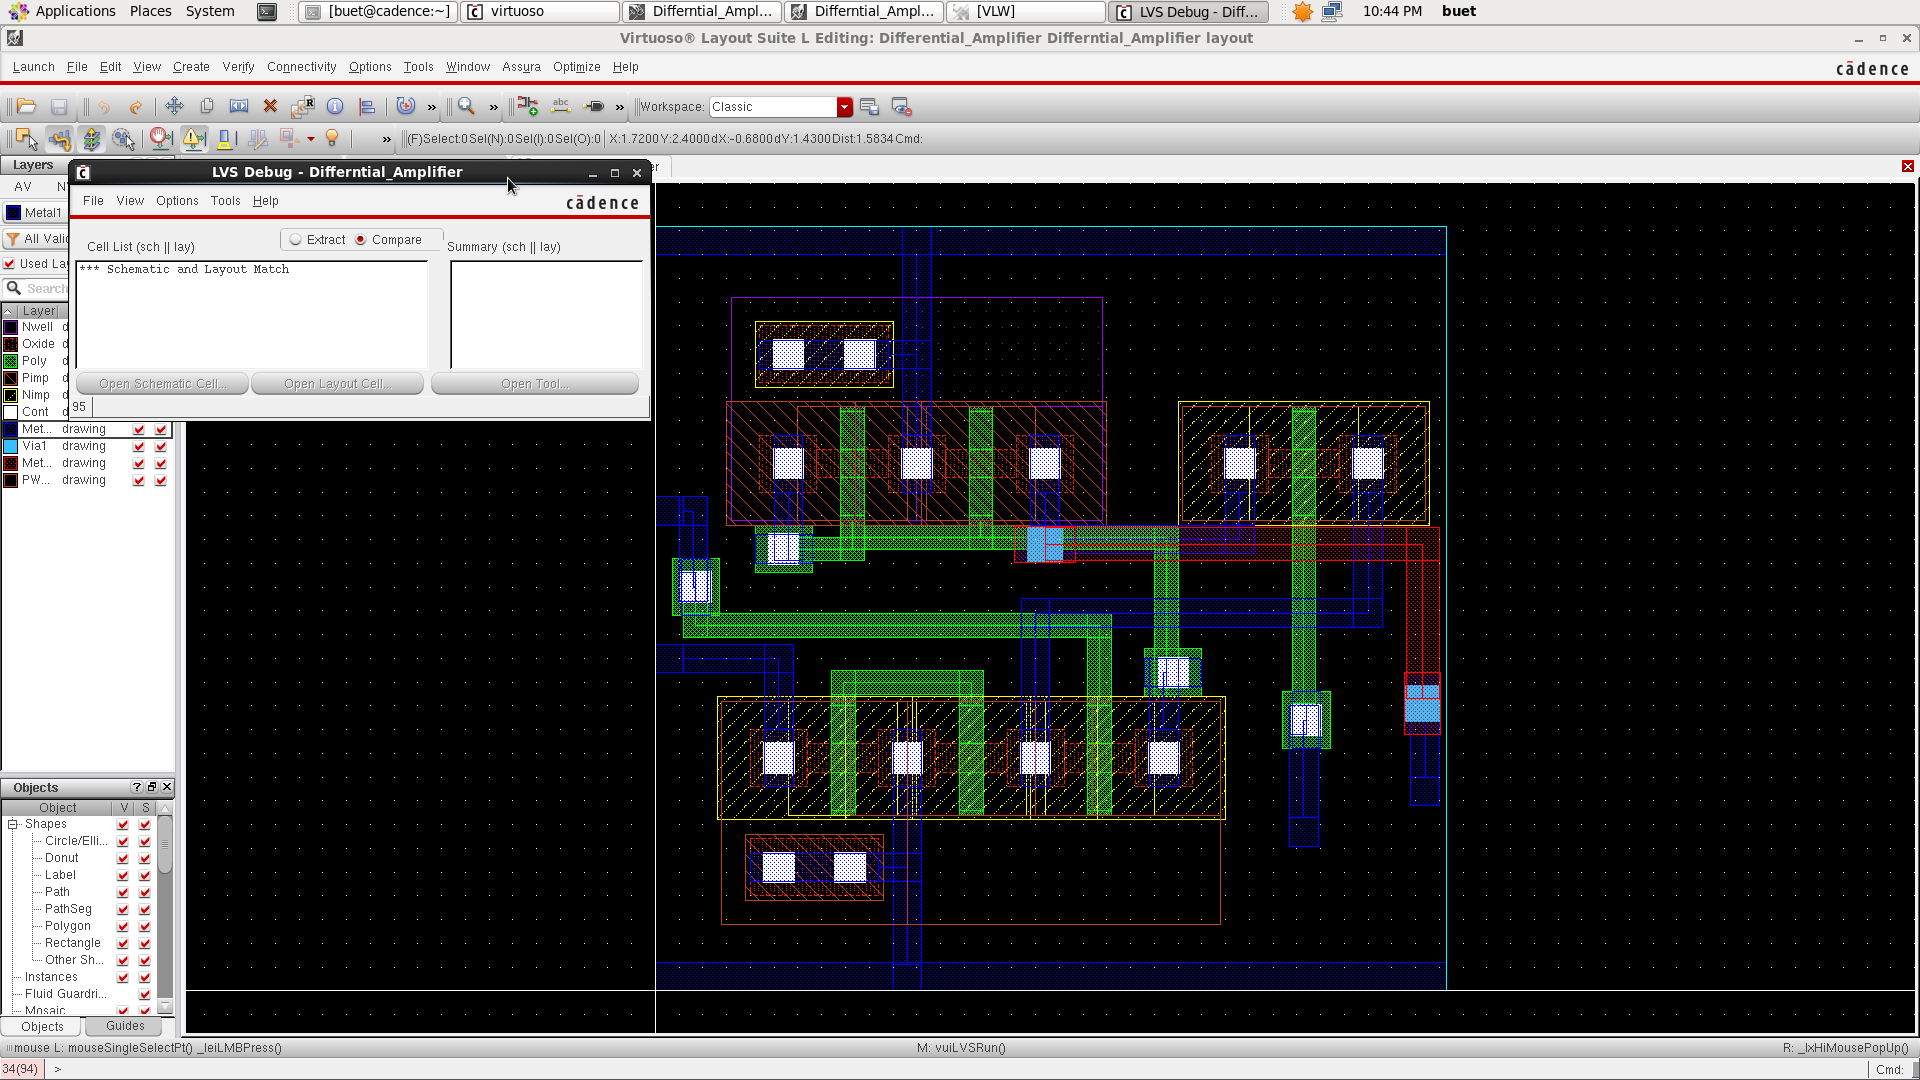 Applications Places System [buet@cadence:~] virtuoso Differntial_Ampl... Differntial_Ampl... [VLW] LVS Debug - Diff... 10:44 PM buet
Virtuoso® Layout Suite L Editing: Differential_Amplifier Differntial_Amplifier layout
Launch File Edit View Create Verify Connectivity Options Tools Window Assura Optimize Help cādence
» » » Workspace: Classic
» (F)Select:0 Sel(N):0 Sel(I):0 Sel(O):0 X:1.7200 Y:2.4000 dX:-0.6800 dY:1.4300 Dist:1.5834 Cmd:
Layers
AV
Metal1
All Vali
Used La
Search
Layer
Nwell
Oxide
Poly
Pimp
Nimp
Cont
Met... drawing
Via1 drawing
Met... drawing
PW... drawing
LVS Debug - Differntial_Amplifier
File View Options Tools Help cādence
Extract Compare
Cell List (sch || lay) Summary (sch || lay)
*** Schematic and Layout Match
Open Schematic Cell... Open Layout Cell... Open Tool...
95
Objects
Object V S
Shapes
Circle/Elli...
Donut
Label
Path
PathSeg
Polygon
Rectangle
Other Sh...
Instances
Fluid Guardri...
Mosaic
Objects Guides
mouse L: mouseSingleSelectPt() _leiLMBPress() M: vuiLVSRun() R: _lxHiMousePopUp()
34(94) > Cmd: